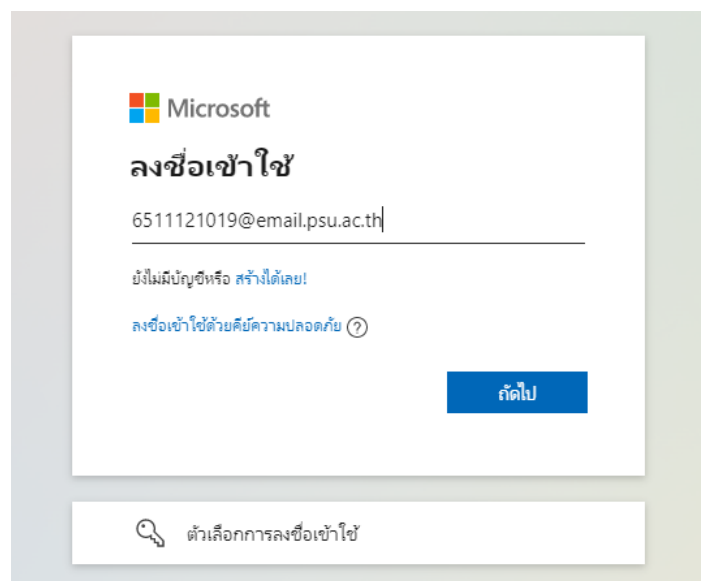 Microsoft
ลงชื่อเข้าใช้
6511121019@email.psu.ac.th
ยังไม่มีบัญชีหรือ สร้างได้เลย!
ลงชื่อเข้าใช้ด้วยคีย์ความปลอดภัย ?
ถัดไป
ตัวเลือกการลงชื่อเข้าใช้